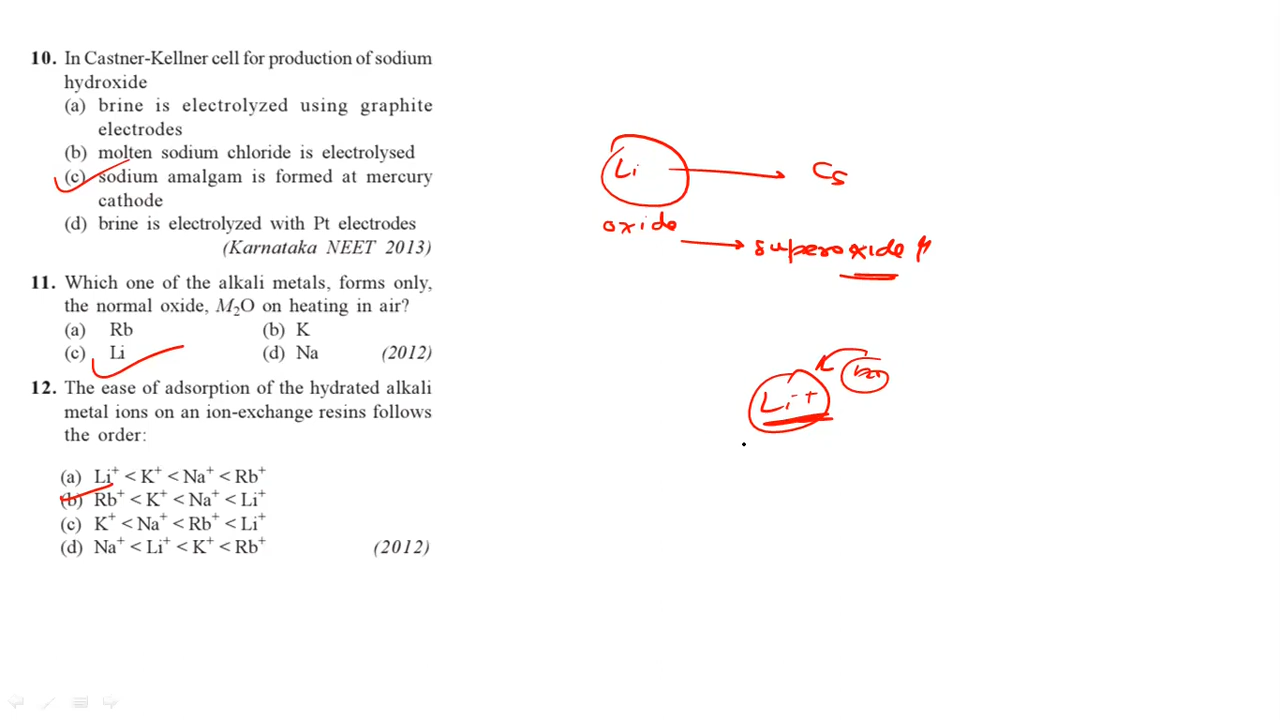 10. In Castner-Kellner cell for production of sodium
hydroxide
(a) brine is electrolyzed using graphite
electrodes
(b) molten sodium chloride is electrolysed
(c) sodium amalgam is formed at mercury
cathode
(d) brine is electrolyzed with Pt electrodes
(Karnataka NEET 2013)
11. Which one of the alkali metals, forms only,
the normal oxide, M₂O on heating in air?
(a) Rb (b) K
(c) Li (d) Na (2012)
12. The ease of adsorption of the hydrated alkali
metal ions on an ion-exchange resins follows
the order:
(a) Li⁺ < K⁺ < Na⁺ < Rb⁺
(b) Rb⁺ < K⁺ < Na⁺ < Li⁺
(c) K⁺ < Na⁺ < Rb⁺ < Li⁺
(d) Na⁺ < Li⁺ < K⁺ < Rb⁺ (2012)
Li → Cs
oxide
→ superoxide
Li⁺